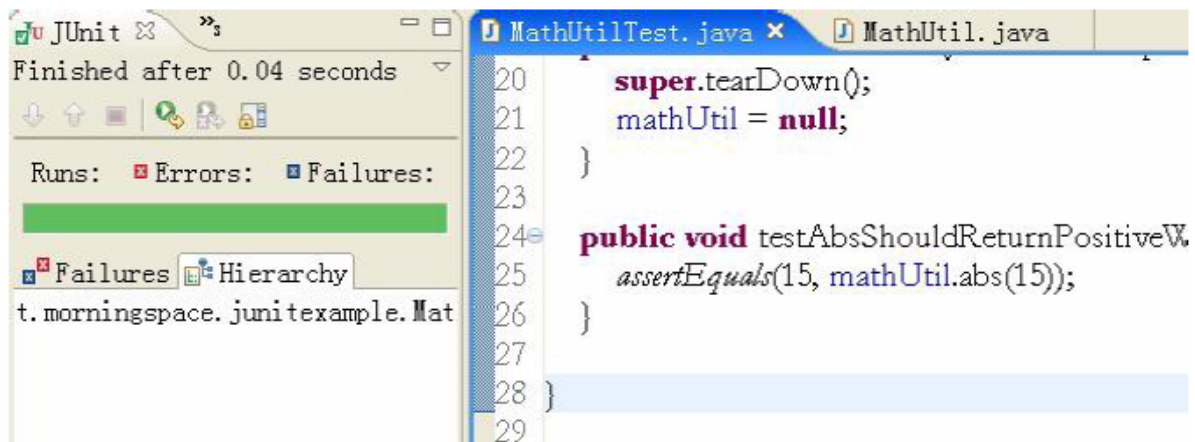 JUnit »3
Finished after 0.04 seconds
Runs: Errors: Failures:
Failures Hierarchy
t.morningspace.junitexample.Mat
MathUtilTest.java MathUtil.java
20 super.tearDown();
21 mathUtil = null;
22 }
23
24 public void testAbsShouldReturnPositiveW
25 assertEquals(15, mathUtil.abs(15));
26 }
27
28 }
29